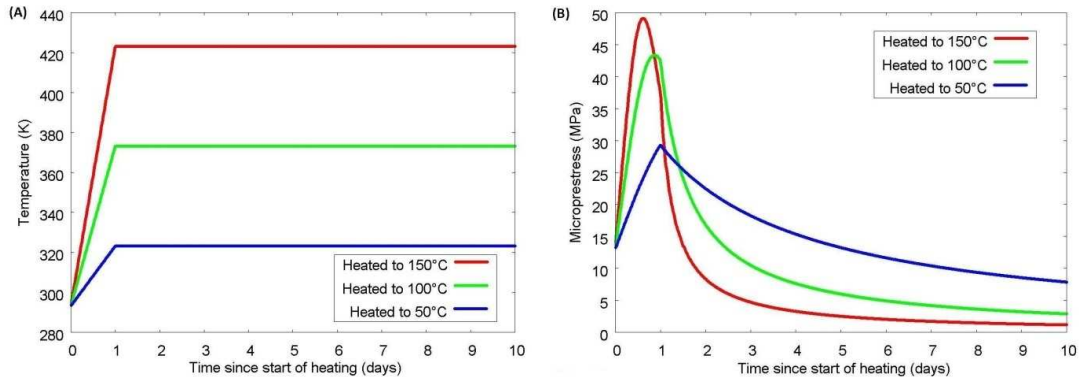 (A)
440
420
400
380
360
340
320
300
280
Temperature (K)
Heated to 150°C
Heated to 100°C
Heated to 50°C
0 1 2 3 4 5 6 7 8 9 10
Time since start of heating (days)
(B)
50
45
40
35
30
25
20
15
10
5
0
Microprestress (MPa)
Heated to 150°C
Heated to 100°C
Heated to 50°C
0 1 2 3 4 5 6 7 8 9 10
Time since start of heating (days)